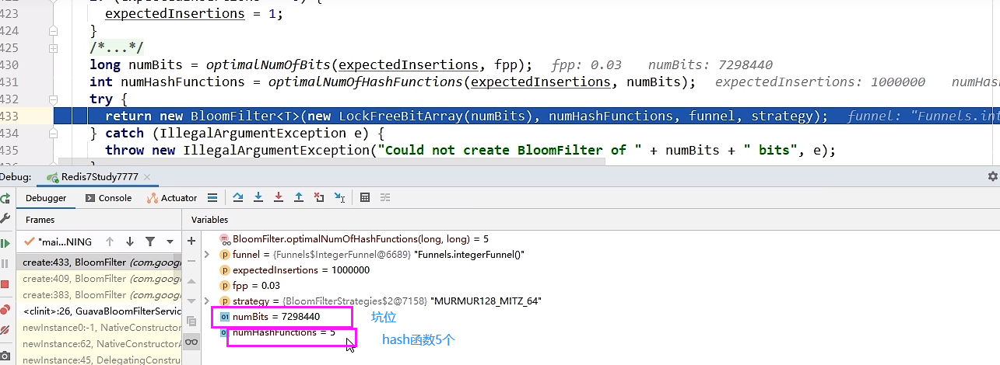 423 expectedInsertions = 1;
424 }
425 /*...*/
430 long numBits = optimalNumOfBits(expectedInsertions, fpp); fpp: 0.03 numBits: 7298440
431 int numHashFunctions = optimalNumOfHashFunctions(expectedInsertions, numBits); expectedInsertions: 1000000 numHash
432 try {
433 return new BloomFilter<T>(new LockFreeBitArray(numBits), numHashFunctions, funnel, strategy); funnel: "Funnels.int
434 } catch (IllegalArgumentException e) {
435 throw new IllegalArgumentException("Could not create BloomFilter of " + numBits + " bits", e);
Debug: Redis7Study7777
Debugger Console Actuator
Frames Variables
"mai...NING
BloomFilter.optimalNumOfHashFunctions(long, long) = 5
funnel = {Funnels$IntegerFunnel@6689} "Funnels.integerFunnel()"
expectedInsertions = 1000000
fpp = 0.03
strategy = {BloomFilterStrategies$2@7158} "MURMUR128_MITZ_64"
numBits = 7298440 坑位
numHashFunctions = 5
hash函数5个
create:433, BloomFilter (com.goog
create:409, BloomFilter (com.goog
create:383, BloomFilter (com.goog
<clinit>:26, GuavaBloomFilterServic
newInstance0:-1, NativeConstructor
newInstance:62, NativeConstructorA
newInstance:45, DelegatingConstru